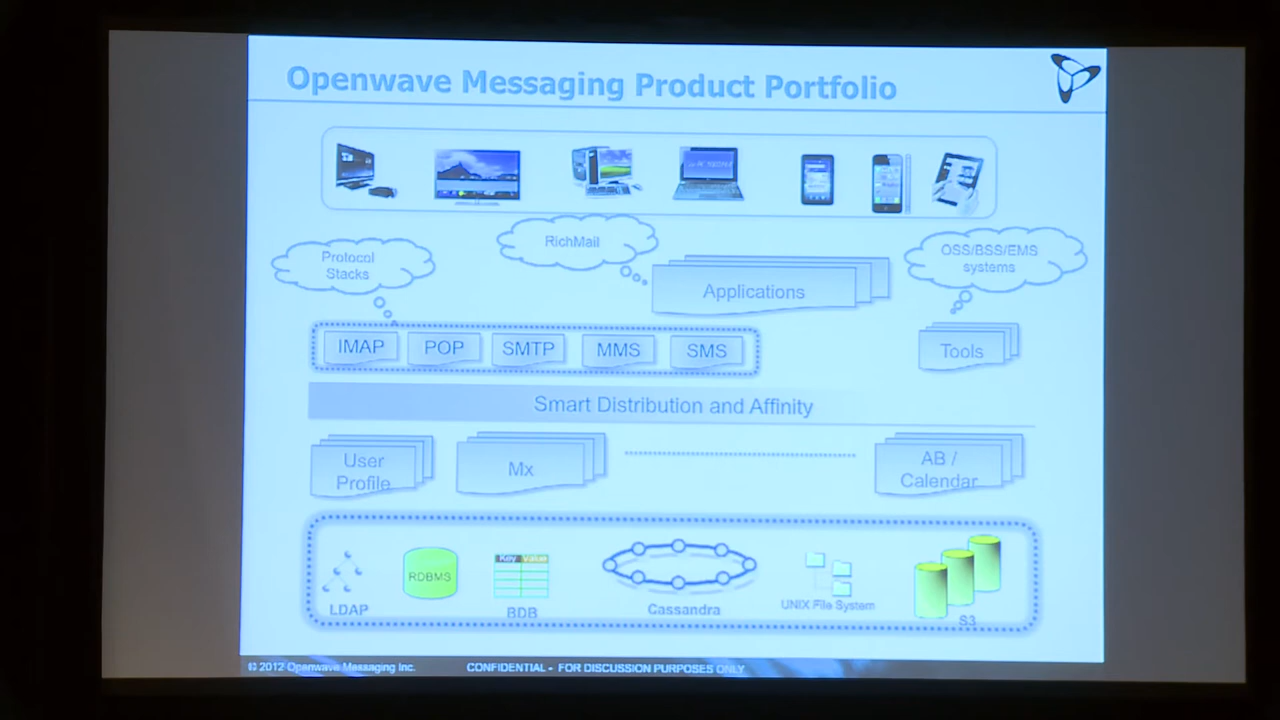 Openwave Messaging Product Portfolio
RichMail
Protocol
Stacks
OSS/BSS/EMS
systems
Applications
IMAP
POP
SMTP
MMS
SMS
Tools
Smart Distribution and Affinity
User
Profile
Mx
AB /
Calendar
Key Value
RDBMS
LDAP
BDB
Cassandra
UNIX File System
S3
© 2012 Openwave Messaging Inc.
CONFIDENTIAL - FOR DISCUSSION PURPOSES ONLY